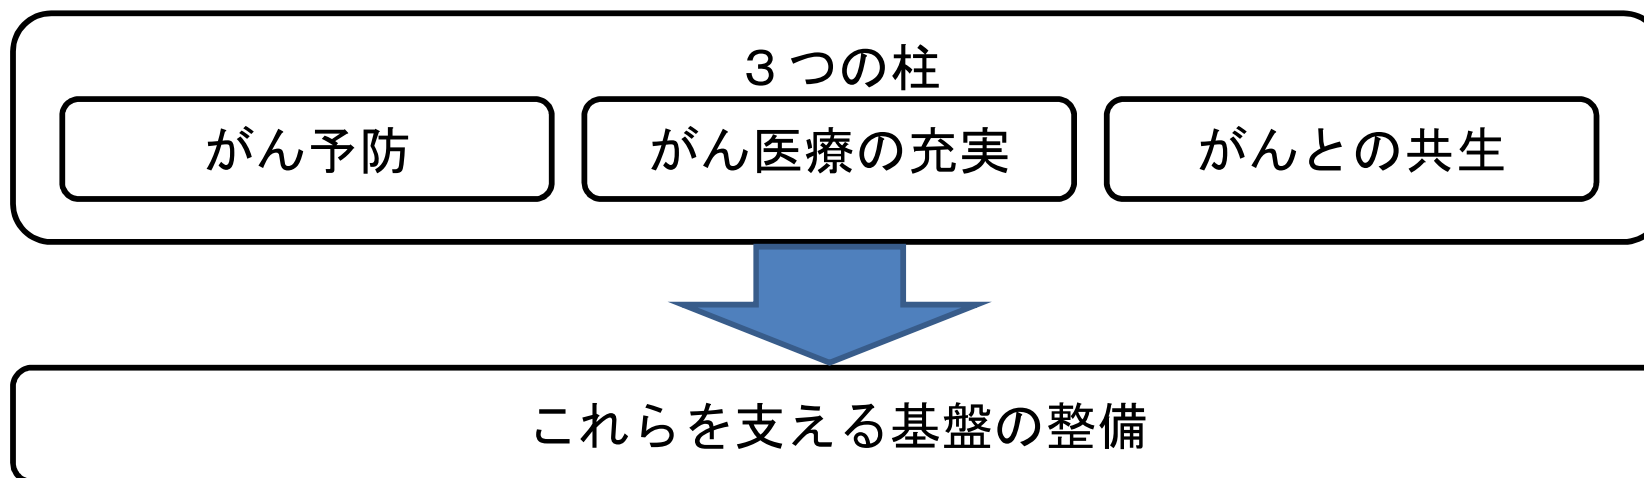 ３つの柱
がん予防
がん医療の充実
がんとの共生
これらを支える基盤の整備